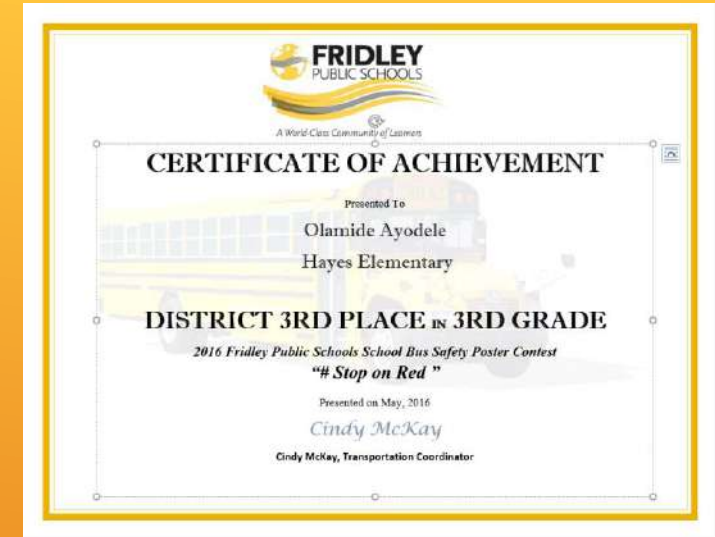 FRIDLEY
PUBLIC SCHOOLS
A World-Class Community of Learners
CERTIFICATE OF ACHIEVEMENT
Presented To
Olamide Ayodele
Hayes Elementary
DISTRICT 3RD PLACE IN 3RD GRADE
2016 Fridley Public Schools School Bus Safety Poster Contest
“# Stop on Red ”
Presented on May, 2016
Cindy McKay
Cindy McKay, Transportation Coordinator